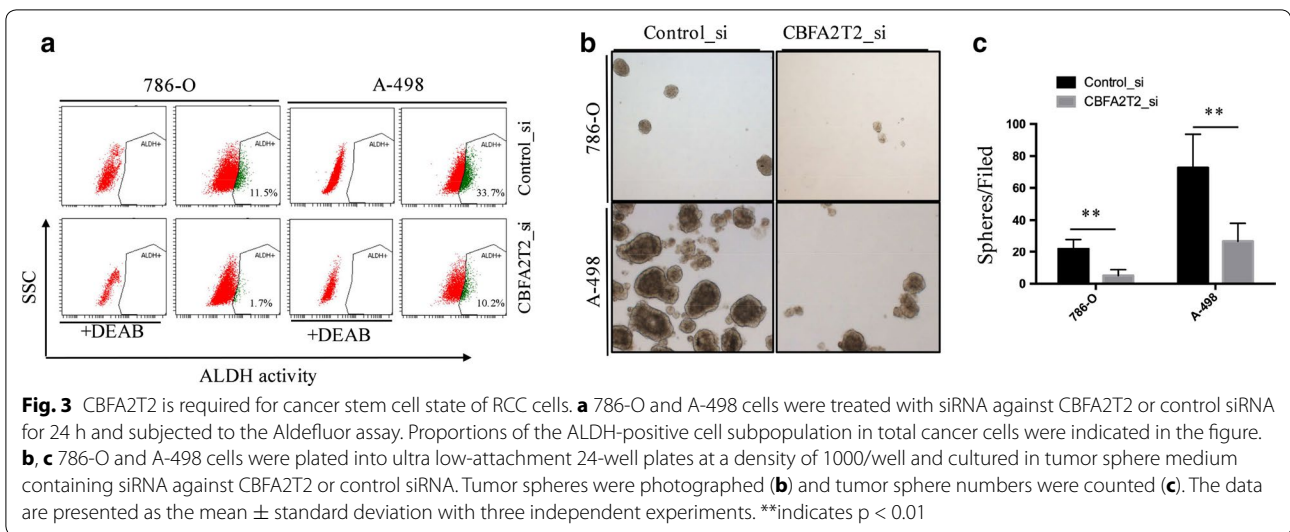 a
786-O A-498
ALDH+ ALDH+ ALDH+ ALDH+
11.5% 33.7%
Control_si
ALDH+ ALDH+ ALDH+ ALDH+
1.7% 10.2%
CBFA2T2_si
SSC
+DEAB +DEAB
ALDH activity
b
Control_si CBFA2T2_si
786-O
A-498
c
Control_si
CBFA2T2_si
Spheres/Filed
100
80
60
40
20
0
**
**
786-O
A-498
Fig. 3 CBFA2T2 is required for cancer stem cell state of RCC cells. a 786-O and A-498 cells were treated with siRNA against CBFA2T2 or control siRNA
for 24 h and subjected to the Aldefluor assay. Proportions of the ALDH-positive cell subpopulation in total cancer cells were indicated in the figure.
b, c 786-O and A-498 cells were plated into ultra low-attachment 24-well plates at a density of 1000/well and cultured in tumor sphere medium
containing siRNA against CBFA2T2 or control siRNA. Tumor spheres were photographed (b) and tumor sphere numbers were counted (c). The data
are presented as the mean ± standard deviation with three independent experiments. **indicates p < 0.01